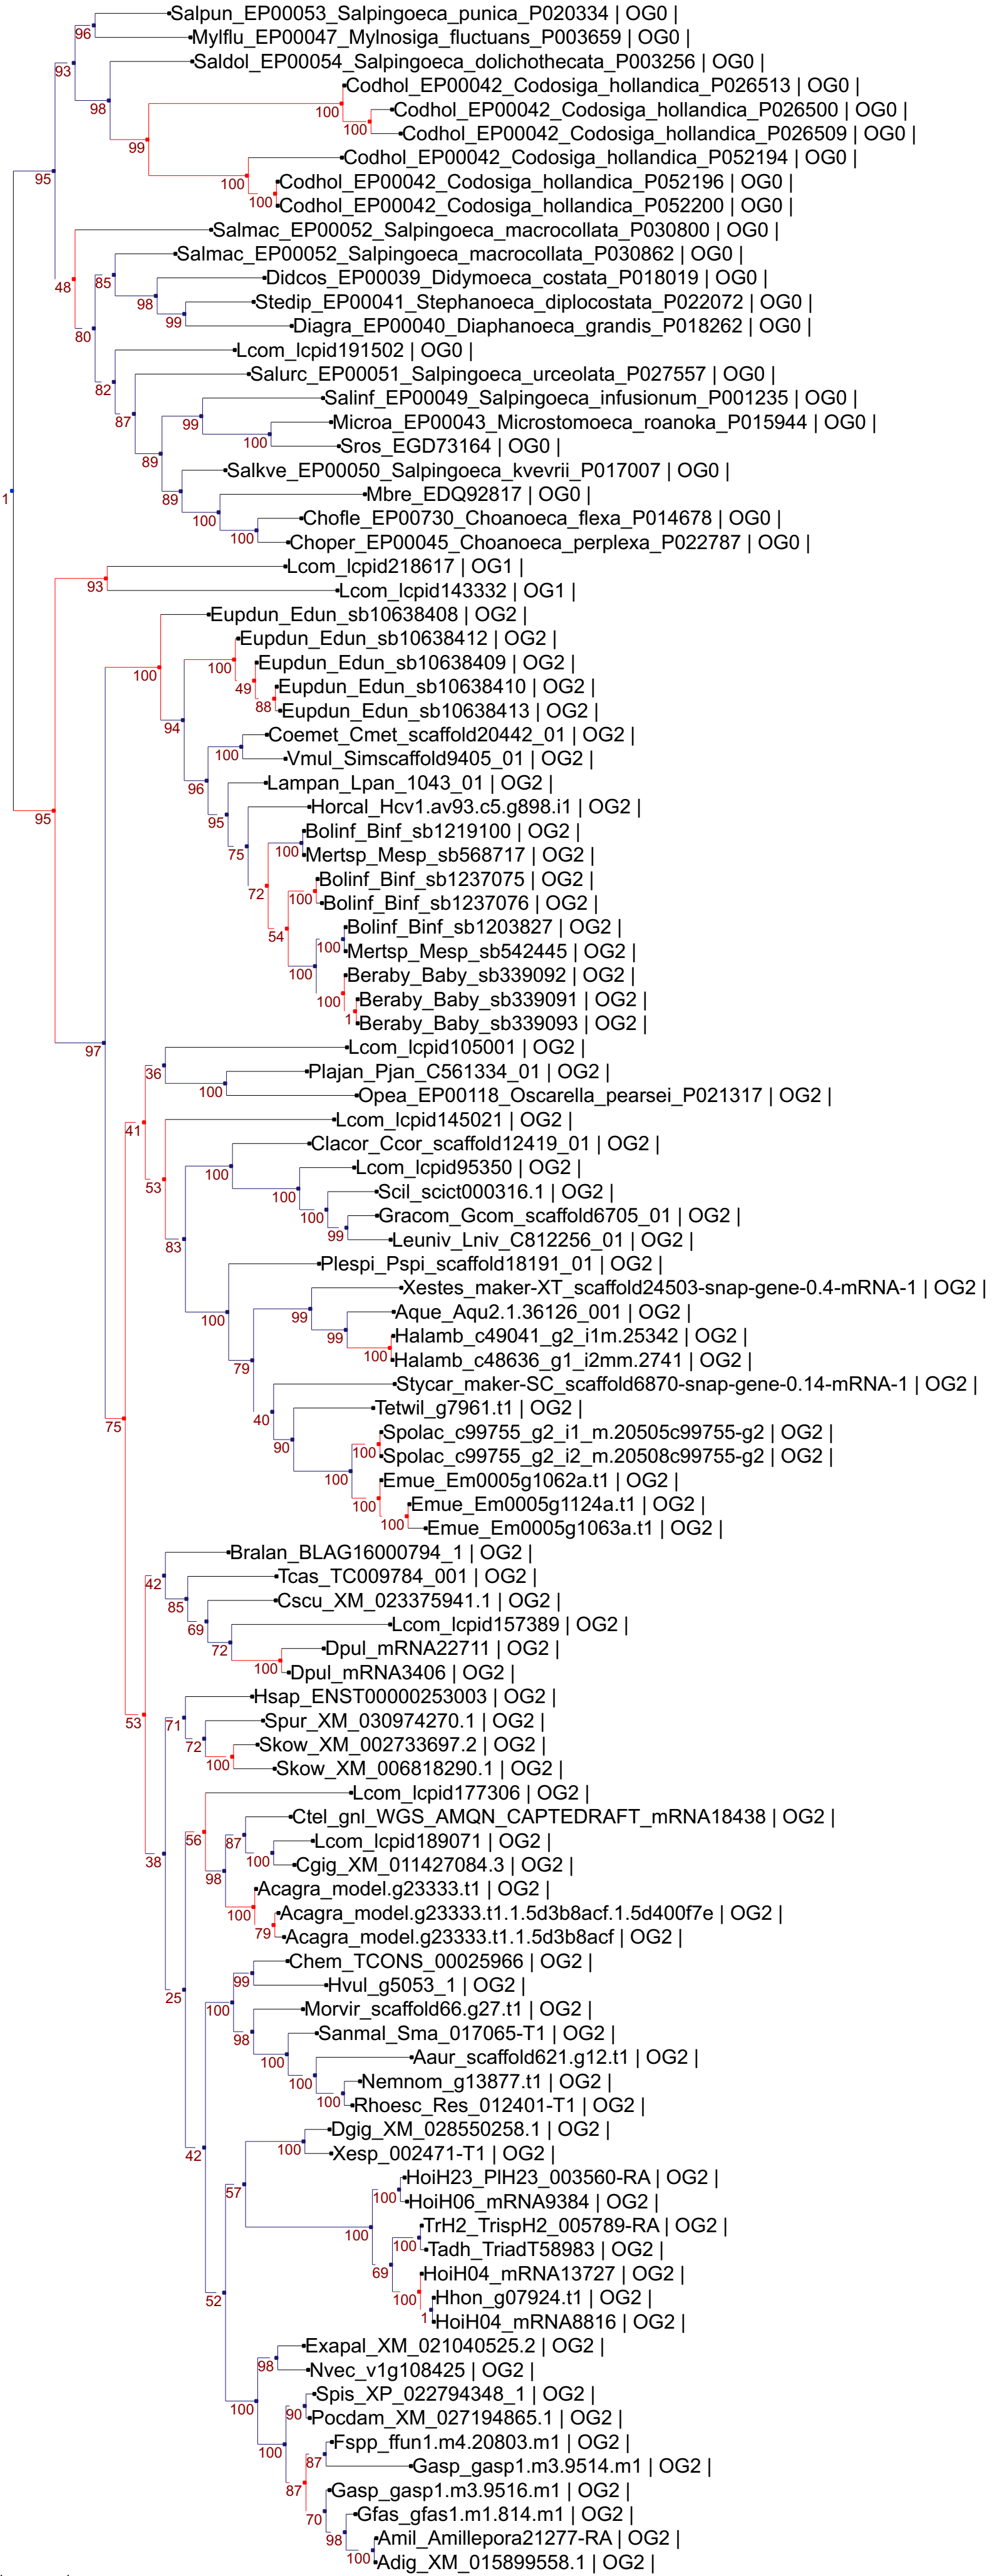 Salpun_EP00053_Salpingoeca_punica_P020334 | OG0 |
96
Mylflu_EP00047_Mylnosiga_fluctuans_P003659 | OG0 |
93
Saldol_EP00054_Salpingoeca_dolichothecata_P003256 | OG0 |
Codhol_EP00042_Codosiga_hollandica_P026513 | OG0 |
98
Codhol_EP00042_Codosiga_hollandica_P026500 | OG0 |
100
100
Codhol_EP00042_Codosiga_hollandica_P026509 | OG0 |
99
Codhol_EP00042_Codosiga_hollandica_P052194 | OG0 |
95
Codhol_EP00042_Codosiga_hollandica_P052196 | OG0 |
100
100
Codhol_EP00042_Codosiga_hollandica_P052200 | OG0 |
Salmac_EP00052_Salpingoeca_macrocollata_P030800 | OG0 |
Salmac_EP00052_Salpingoeca_macrocollata_P030862 | OG0 |
48
85
Didcos_EP00039_Didymoeca_costata_P018019 | OG0 |
98
Stedip_EP00041_Stephanoeca_diplocostata_P022072 | OG0 |
99
Diagra_EP00040_Diaphanoeca_grandis_P018262 | OG0 |
80
Lcom_lcpid191502 | OG0 |
82
Salurc_EP00051_Salpingoeca_urceolata_P027557 | OG0 |
Salinf_EP00049_Salpingoeca_infusionum_P001235 | OG0 |
87
99
Microa_EP00043_Microstomoeca_roanoka_P015944 | OG0 |
100
Sros_EGD73164 | OG0 |
89
Salkve_EP00050_Salpingoeca_kvevrii_P017007 | OG0 |
89
Mbre_EDQ92817 | OG0 |
1
100
Chofle_EP00730_Choanoeca_flexa_P014678 | OG0 |
100
Choper_EP00045_Choanoeca_perplexa_P022787 | OG0 |
Lcom_lcpid218617 | OG1 |
93
Lcom_lcpid143332 | OG1 |
Eupdun_Edun_sb10638408 | OG2 |
Eupdun_Edun_sb10638412 | OG2 |
100
100
Eupdun_Edun_sb10638409 | OG2 |
49
Eupdun_Edun_sb10638410 | OG2 |
88
Eupdun_Edun_sb10638413 | OG2 |
94
Coemet_Cmet_scaffold20442_01 | OG2 |
100
Vmul_Simscaffold9405_01 | OG2 |
96
Lampan_Lpan_1043_01 | OG2 |
Horcal_Hcv1.av93.c5.g898.i1 | OG2 |
95
95
Bolinf_Binf_sb1219100 | OG2 |
100
Mertsp_Mesp_sb568717 | OG2 |
75
Bolinf_Binf_sb1237075 | OG2 |
72
100
Bolinf_Binf_sb1237076 | OG2 |
Bolinf_Binf_sb1203827 | OG2 |
54
100
Mertsp_Mesp_sb542445 | OG2 |
100
Beraby_Baby_sb339092 | OG2 |
100
Beraby_Baby_sb339091 | OG2 |
1
Beraby_Baby_sb339093 | OG2 |
97
Lcom_lcpid105001 | OG2 |
36
Plajan_Pjan_C561334_01 | OG2 |
100
Opea_EP00118_Oscarella_pearsei_P021317 | OG2 |
41
Lcom_lcpid145021 | OG2 |
Clacor_Ccor_scaffold12419_01 | OG2 |
100
Lcom_lcpid95350 | OG2 |
53
100
Scil_scict000316.1 | OG2 |
100
Gracom_Gcom_scaffold6705_01 | OG2 |
99
Leuniv_Lniv_C812256_01 | OG2 |
83
Plespi_Pspi_scaffold18191_01 | OG2 |
Xestes_maker-XT_scaffold24503-snap-gene-0.4-mRNA-1 | OG2 |
100
99
Aque_Aqu2.1.36126_001 | OG2 |
99
Halamb_c49041_g2_i1m.25342 | OG2 |
100
Halamb_c48636_g1_i2mm.2741 | OG2 |
79
Stycar_maker-SC_scaffold6870-snap-gene-0.14-mRNA-1 | OG2 |
Tetwil_g7961.t1 | OG2 |
40
75
Spolac_c99755_g2_i1_m.20505c99755-g2 | OG2 |
90
100
Spolac_c99755_g2_i2_m.20508c99755-g2 | OG2 |
100
Emue_Em0005g1062a.t1 | OG2 |
100
Emue_Em0005g1124a.t1 | OG2 |
100
Emue_Em0005g1063a.t1 | OG2 |
Bralan_BLAG16000794_1 | OG2 |
42
Tcas_TC009784_001 | OG2 |
85
Cscu_XM_023375941.1 | OG2 |
69
Lcom_lcpid157389 | OG2 |
72
Dpul_mRNA22711 | OG2 |
100
Dpul_mRNA3406 | OG2 |
Hsap_ENST00000253003 | OG2 |
53
71
Spur_XM_030974270.1 | OG2 |
72
Skow_XM_002733697.2 | OG2 |
100
Skow_XM_006818290.1 | OG2 |
Lcom_lcpid177306 | OG2 |
Ctel_gnl_WGS_AMQN_CAPTEDRAFT_mRNA18438 | OG2 |
56
87
Lcom_lcpid189071 | OG2 |
38
100
Cgig_XM_011427084.3 | OG2 |
98
Acagra_model.g23333.t1 | OG2 |
100
Acagra_model.g23333.t1.1.5d3b8acf.1.5d400f7e | OG2 |
79
Acagra_model.g23333.t1.1.5d3b8acf | OG2 |
Chem_TCONS_00025966 | OG2 |
99
Hvul_g5053_1 | OG2 |
25
100
Morvir_scaffold66.g27.t1 | OG2 |
98
Sanmal_Sma_017065-T1 | OG2 |
100
Aaur_scaffold621.g12.t1 | OG2 |
100
Nemnom_g13877.t1 | OG2 |
100
Rhoesc_Res_012401-T1 | OG2 |
Dgig_XM_028550258.1 | OG2 |
42
100
Xesp_002471-T1 | OG2 |
HoiH23_PlH23_003560-RA | OG2 |
57
100
HoiH06_mRNA9384 | OG2 |
TrH2_TrispH2_005789-RA | OG2 |
100
100
Tadh_TriadT58983 | OG2 |
69
HoiH04_mRNA13727 | OG2 |
52
100
Hhon_g07924.t1 | OG2 |
1
HoiH04_mRNA8816 | OG2 |
Exapal_XM_021040525.2 | OG2 |
98
Nvec_v1g108425 | OG2 |
100
Spis_XP_022794348_1 | OG2 |
90
Pocdam_XM_027194865.1 | OG2 |
100
Fspp_ffun1.m4.20803.m1 | OG2 |
87
Gasp_gasp1.m3.9514.m1 | OG2 |
87
Gasp_gasp1.m3.9516.m1 | OG2 |
70
Gfas_gfas1.m1.814.m1 | OG2 |
98
Amil_Amillepora21277-RA | OG2 |
100
Adig_XM_015899558.1 | OG2 |